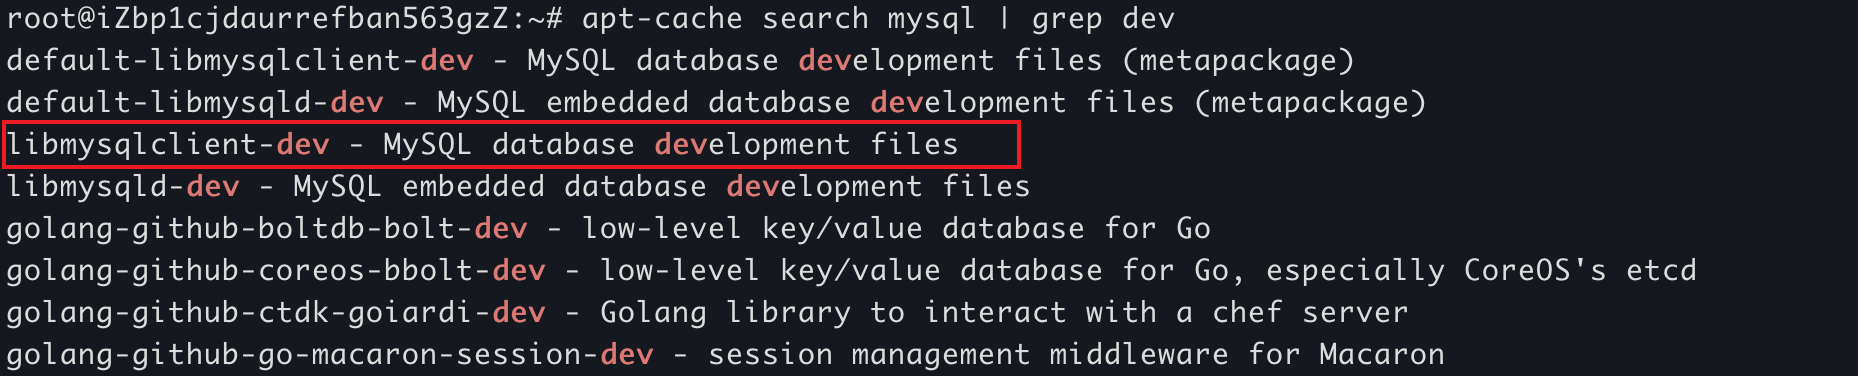 root@iZbp1cjdaurrefban563gzZ:~# apt-cache search mysql | grep dev
default-libmysqlclient-dev - MySQL database development files (metapackage)
default-libmysqld-dev - MySQL embedded database development files (metapackage)
libmysqlclient-dev - MySQL database development files
libmysqld-dev - MySQL embedded database development files
golang-github-boltdb-bolt-dev - low-level key/value database for Go
golang-github-coreos-bbolt-dev - low-level key/value database for Go, especially CoreOS's etcd
golang-github-ctdk-goiardi-dev - Golang library to interact with a chef server
golang-github-go-macaron-session-dev - session management middleware for Macaron